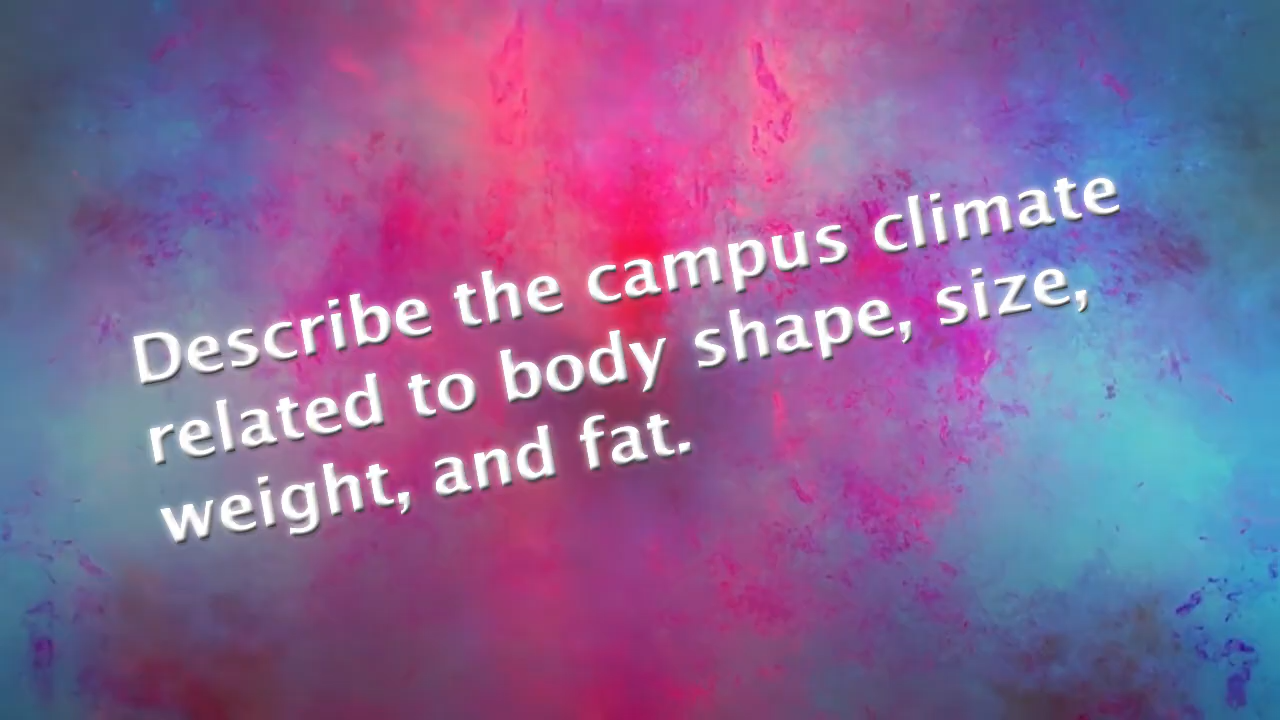 Describe the campus climate
related to body shape, size,
weight, and fat.